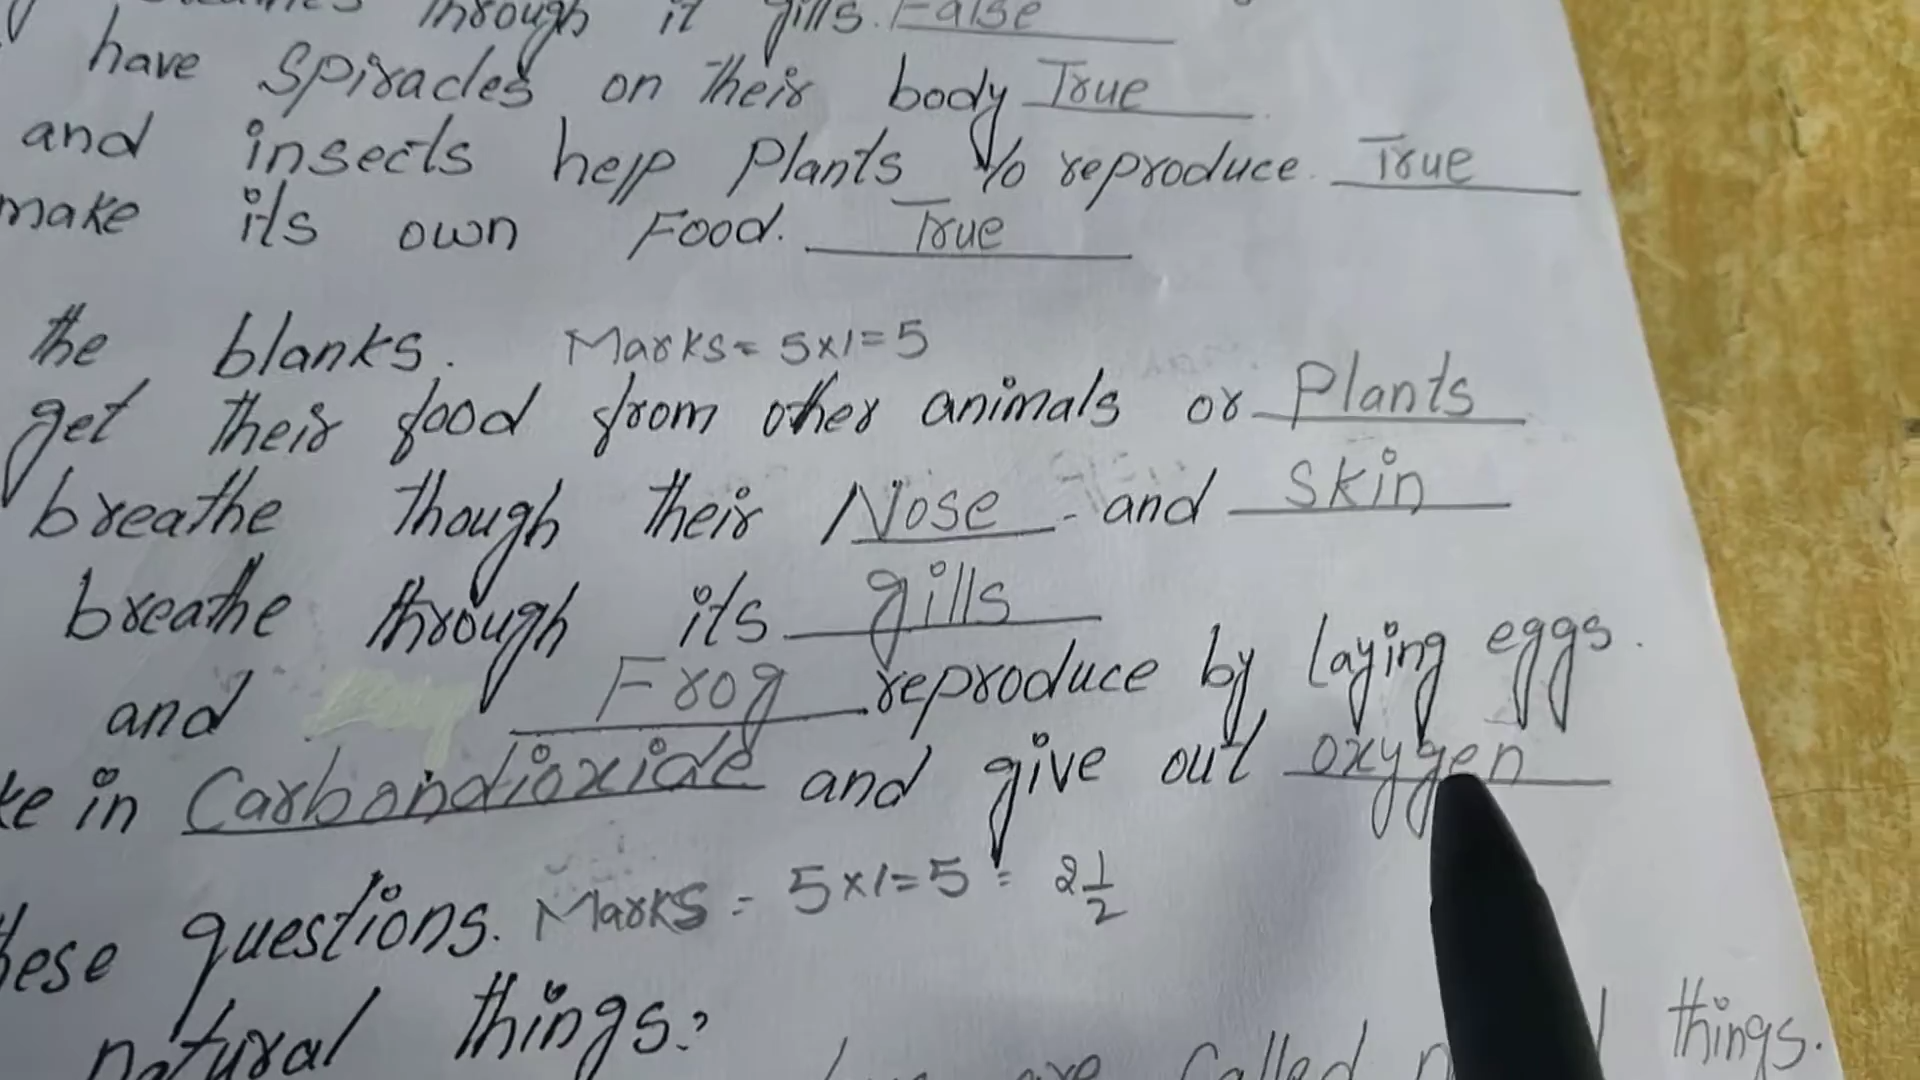 through it gills. False
have spiracles on their body True
and insects help Plants to reproduce. True
make its own Food. True
the blanks. Marks = 5x1=5
get their food from other animals or Plants
breathe though their Nose - and skin
breathe through its gills
and Frog reproduce by laying eggs.
ke in Carbondioxide and give out oxygen
hese questions. Marks = 5x1=5 = 2 1/2
natural things:
are called things.